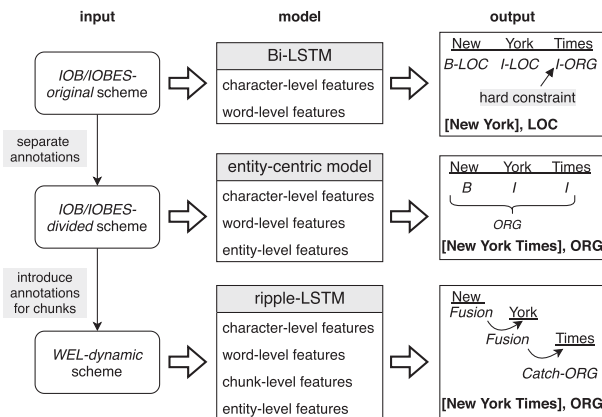 input model output
IOB/IOBES-
original scheme
separate
annotations
IOB/IOBES-
divided scheme
introduce
annotations
for chunks
WEL-dynamic
scheme
Bi-LSTM
character-level features
word-level features
entity-centric model
character-level features
word-level features
entity-level features
ripple-LSTM
character-level features
word-level features
chunk-level features
entity-level features
New York Times
B-LOC I-LOC I-ORG
hard constraint
[New York], LOC
New York Times
B I I
ORG
[New York Times], ORG
New
Fusion York
Fusion Times
Catch-ORG
[New York Times], ORG